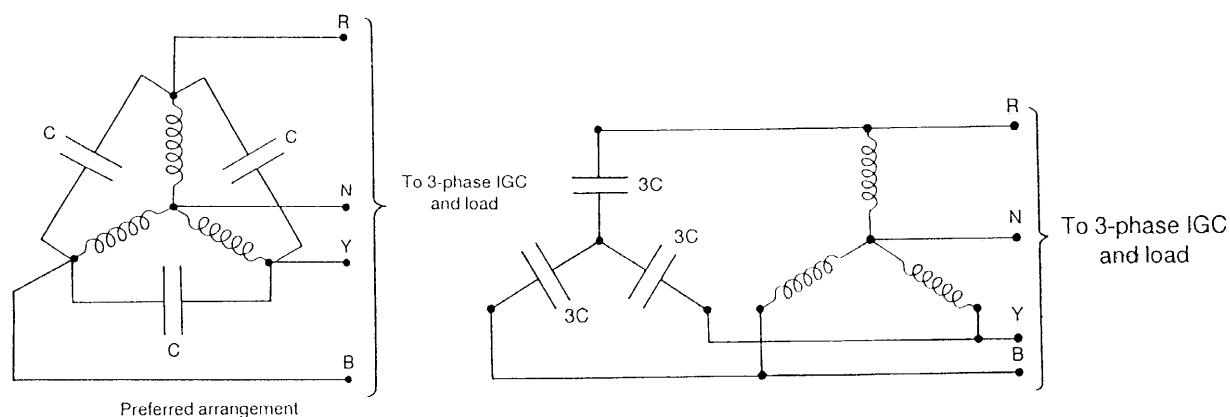 R
C
C
N
Y
C
B
To 3-phase IGC
and load
Preferred arrangement
R
3C
3C
3C
N
Y
B
To 3-phase IGC
and load